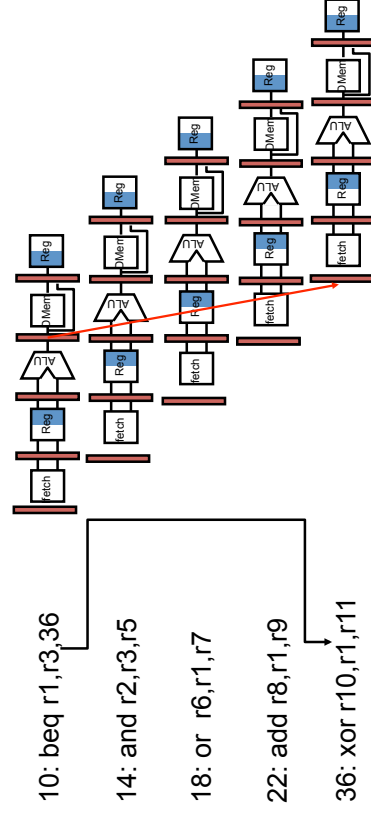 10: beq r1,r3,36
fetch Reg ALU DMem Reg
14: and r2,r3,r5
fetch Reg ALU DMem Reg
18: or r6,r1,r7
fetch Reg ALU DMem Reg
22: add r8,r1,r9
fetch Reg ALU DMem Reg
36: xor r10,r1,r11
fetch Reg ALU DMem Reg